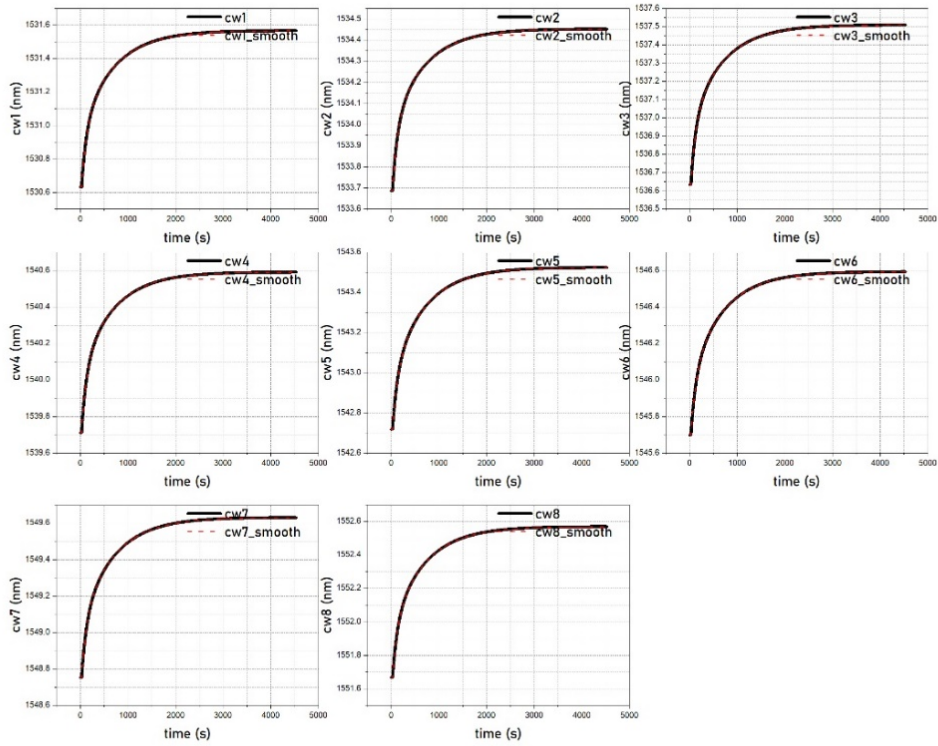 cw1
cw1_smooth
1531.6
1531.4
1531.2
1531.0
1530.8
1530.6
cw1 (nm)
0 1000 2000 3000 4000 5000
time (s)
cw2
cw2_smooth
1534.5
1534.4
1534.3
1534.2
1534.1
1534.0
1533.9
1533.8
1533.7
1533.6
cw2 (nm)
0 1000 2000 3000 4000 5000
time (s)
cw3
cw3_smooth
1537.5
1537.4
1537.3
1537.2
1537.1
1537.0
1536.9
1536.8
1536.7
1536.6
1536.5
cw3 (nm)
0 1000 2000 3000 4000 5000
time (s)
cw4
cw4_smooth
1540.6
1540.4
1540.2
1540.0
1539.8
1539.6
cw4 (nm)
0 1000 2000 3000 4000 5000
time (s)
cw5
cw5_smooth
1543.4
1543.2
1543.0
1542.8
1542.6
cw5 (nm)
0 1000 2000 3000 4000 5000
time (s)
cw6
cw6_smooth
1546.6
1546.4
1546.2
1546.0
1545.8
1545.6
cw6 (nm)
0 1000 2000 3000 4000 5000
time (s)
cw7
cw7_smooth
1549.6
1549.4
1549.2
1549.0
1548.8
1548.6
cw7 (nm)
0 1000 2000 3000 4000 5000
time (s)
cw8
cw8_smooth
1552.6
1552.4
1552.2
1552.0
1551.8
1551.6
cw8 (nm)
0 1000 2000 3000 4000 5000
time (s)